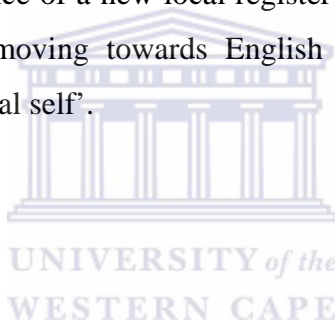 ce of a new local register
moving towards English
al self’.
UNIVERSITY of the
WESTERN CAPE